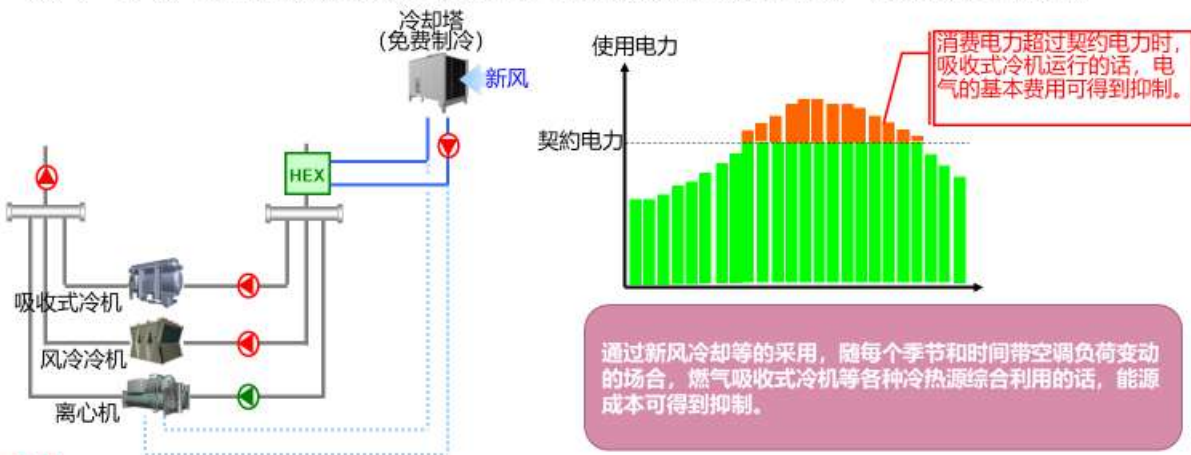 冷却塔
(免费制冷)
新风
HEX
吸收式冷机
风冷冷机
离心机
使用电力
契約电力
消费电力超过契约电力时，
吸收式冷机运行的话，电
气的基本费用可得到抑制。
通过新风冷却等的采用，随每个季节和时间带空调负荷变动
的场合，燃气吸收式冷机等各种冷热源综合利用的话，能源
成本可得到抑制。